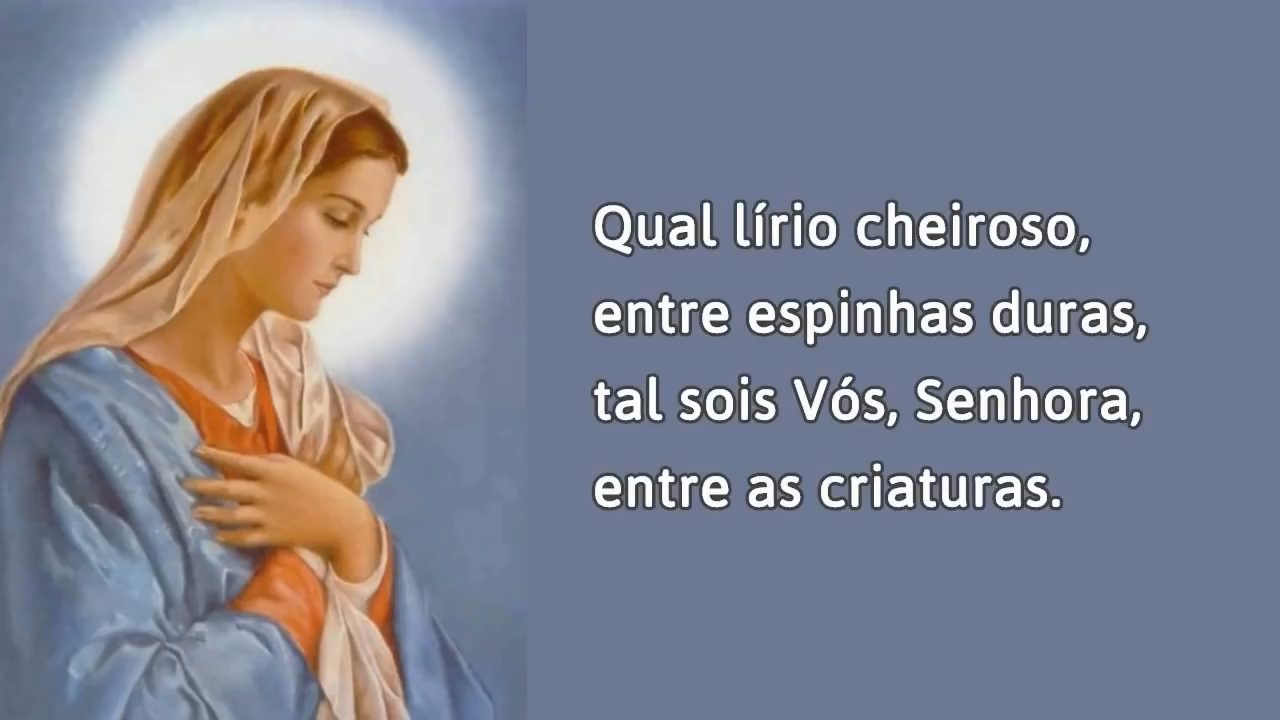 Qual lírio cheiroso,
entre espinhas duras,
tal sois Vós, Senhora,
entre as criaturas.